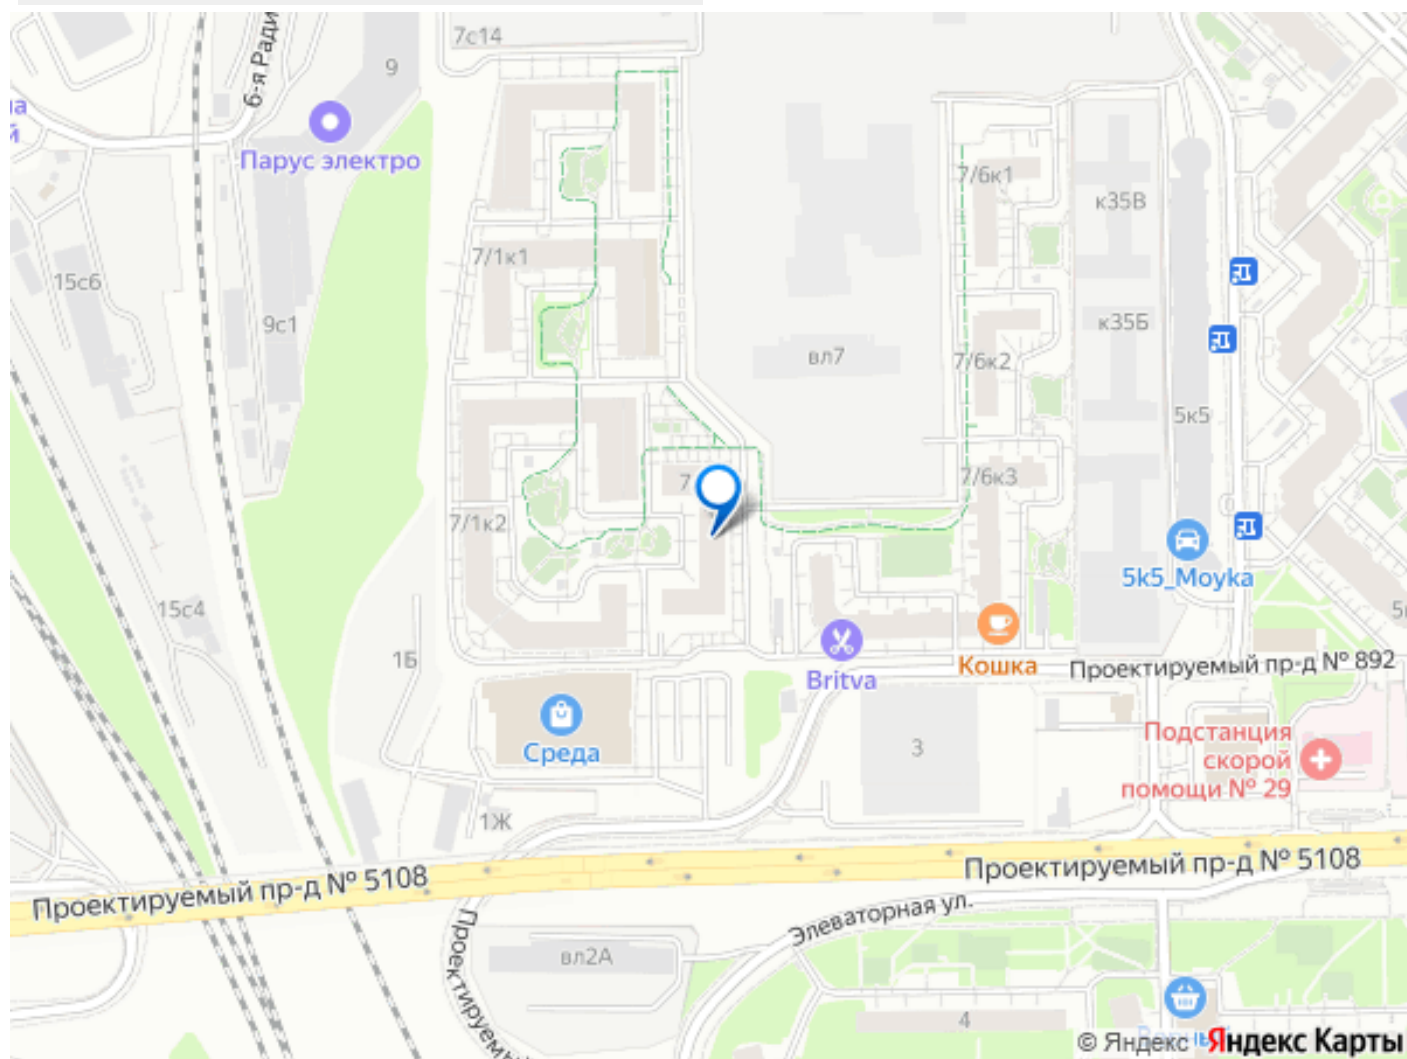 7с14
6-я Ради
9
Парус электро
7/6к1
к35В
7/1к1
15с6
9с1
к35Б
вл7
7/6к2
5к5
7/6к3
7
7/1к2
5k5_Moyka
15с4
1Б
Britva
Кошка
Проектируемый пр-д № 892
Среда
3
Подстанция
скорой
помощи № 29
1Ж
Проектируемый пр-д № 5108
Проектируемый пр-д № 5108
Элеваторная ул.
Проектируемый
вл2А
4
© Яндекс Яндекс Карты